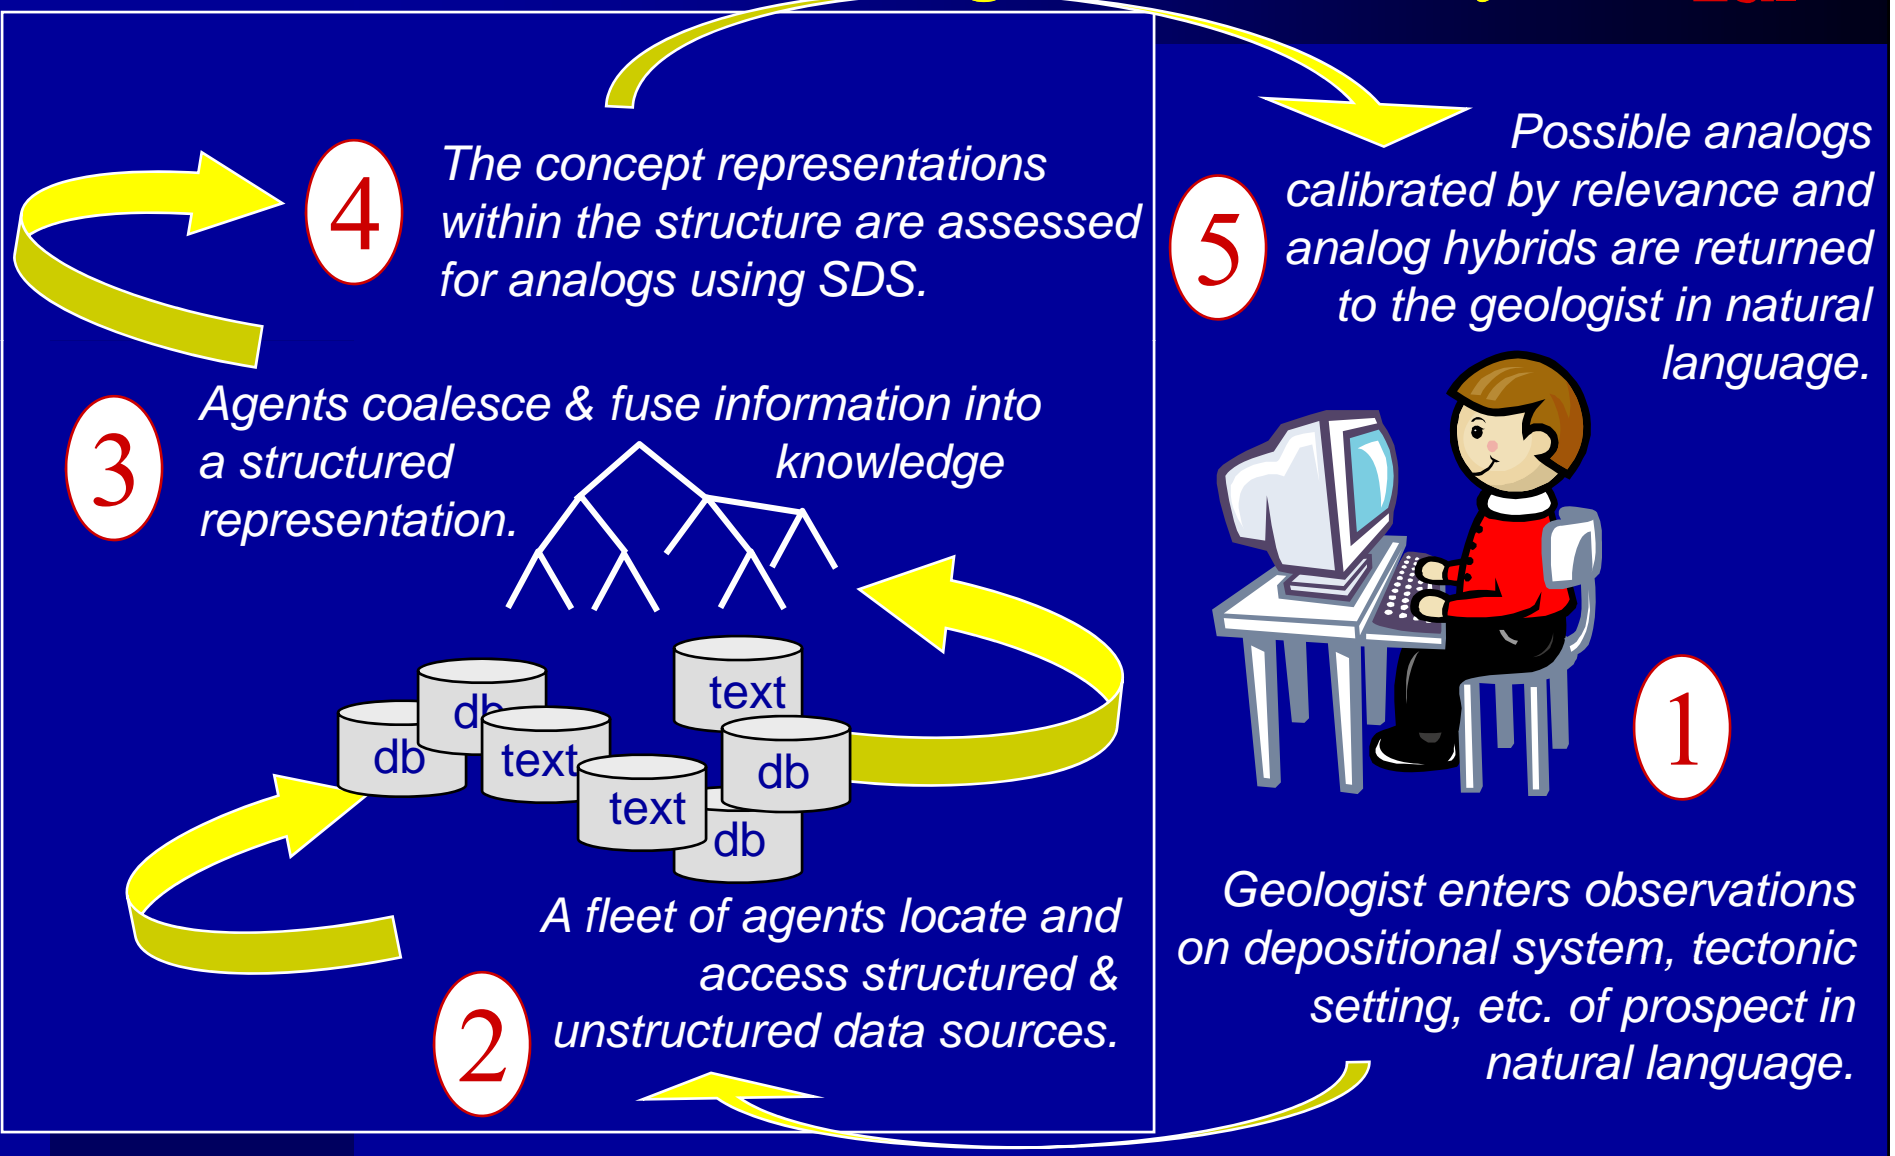 4
The concept representations
within the structure are assessed
for analogs using SDS.
5
Possible analogs
calibrated by relevance and
analog hybrids are returned
to the geologist in natural
language.
3
Agents coalesce & fuse information into
a structured knowledge
representation.
text
db
db
text
db
text
db
1
A fleet of agents locate and
access structured &
unstructured data sources.
2
Geologist enters observations
on depositional system, tectonic
setting, etc. of prospect in
natural language.